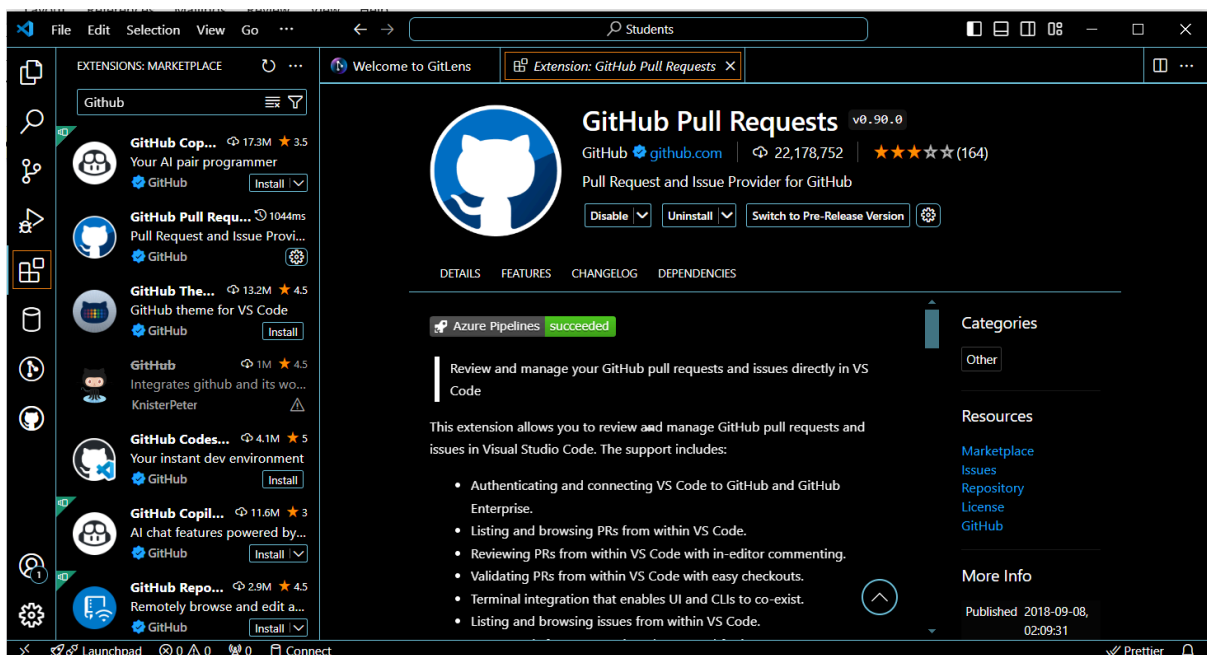 File Edit Selection View Go ··· Students
EXTENSIONS: MARKETPLACE
Github
GitHub Cop... 17.3M ★ 3.5
Your AI pair programmer
GitHub Install
GitHub Pull Requ... 1044ms
Pull Request and Issue Provi...
GitHub
GitHub The... 13.2M ★ 4.5
GitHub theme for VS Code
GitHub Install
GitHub 1M ★ 4.5
Integrates github and its wo...
KnisterPeter
GitHub Codes... 4.1M ★ 5
Your instant dev environment
GitHub Install
GitHub Copil... 11.6M ★ 3
AI chat features powered by...
GitHub Install
GitHub Repo... 2.9M ★ 4.5
Remotely browse and edit a...
GitHub Install
1
Welcome to GitLens Extension: GitHub Pull Requests
GitHub Pull Requests v0.90.0
GitHub github.com 22,178,752 ★★★☆☆(164)
Pull Request and Issue Provider for GitHub
Disable Uninstall Switch to Pre-Release Version
DETAILS FEATURES CHANGELOG DEPENDENCIES
Azure Pipelines succeeded
Review and manage your GitHub pull requests and issues directly in VS
Code
This extension allows you to review and manage GitHub pull requests and
issues in Visual Studio Code. The support includes:
• Authenticating and connecting VS Code to GitHub and GitHub
Enterprise.
• Listing and browsing PRs from within VS Code.
• Reviewing PRs from within VS Code with in-editor commenting.
• Validating PRs from within VS Code with easy checkouts.
• Terminal integration that enables UI and CLIs to co-exist.
• Listing and browsing issues from within VS Code.
Categories
Other
Resources
Marketplace
Issues
Repository
License
GitHub
More Info
Published 2018-09-08,
02:09:31
Launchpad 0 0 0 Connect Prettier